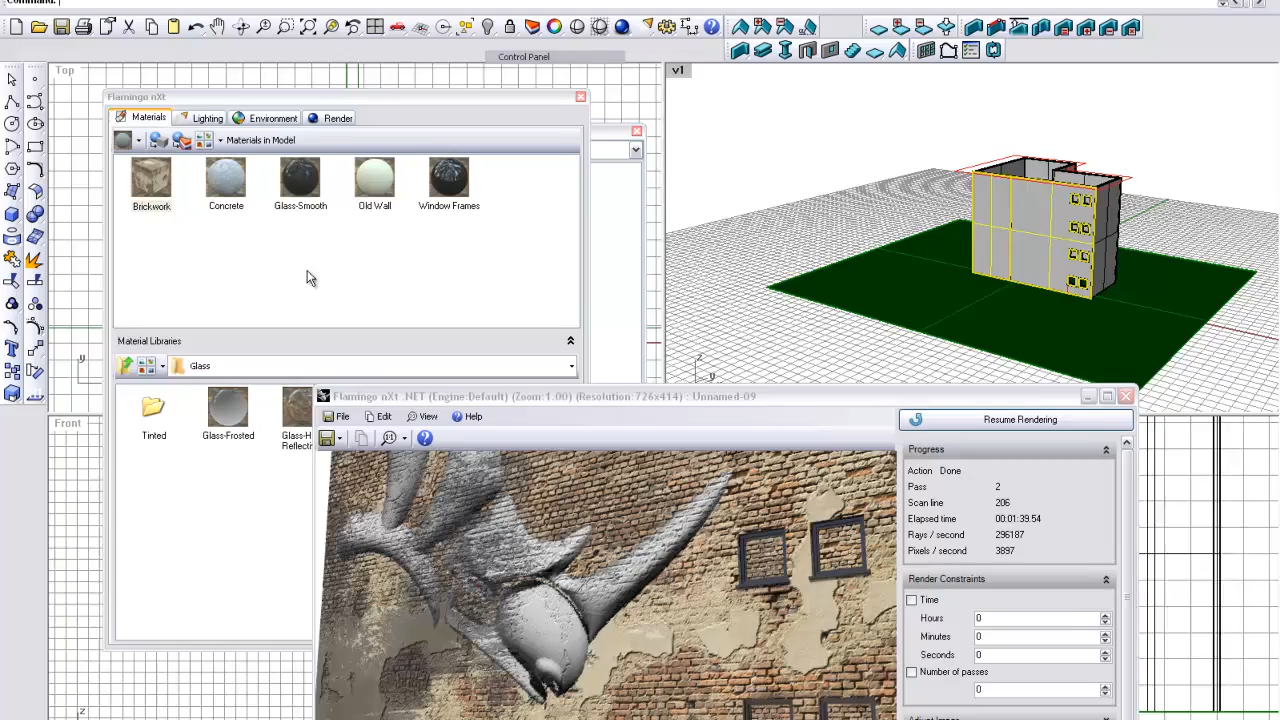 Command:
Control Panel
Top
v1
Flamingo nXt
Materials
Lighting
Environment
Render
Materials in Model
Brickwork
Concrete
Glass-Smooth
Old Wall
Window Frames
Material Libraries
Glass
Tinted
Glass-Frosted
Glass-H
Reflecti
Front
z
y
z
y
(Engine:Default) (Zoom:1.00) (Resolution:726x414) : Unnamed-09
File
Edit
View
Help
Resume Rendering
Progress
Action Done
Pass 2
Scan line 206
Elapsed time 00:01:39.54
Rays / second 296187
Pixels / second 3897
Render Constraints
Time
Hours 0
Minutes 0
Seconds 0
Number of passes
0
Adjust Image